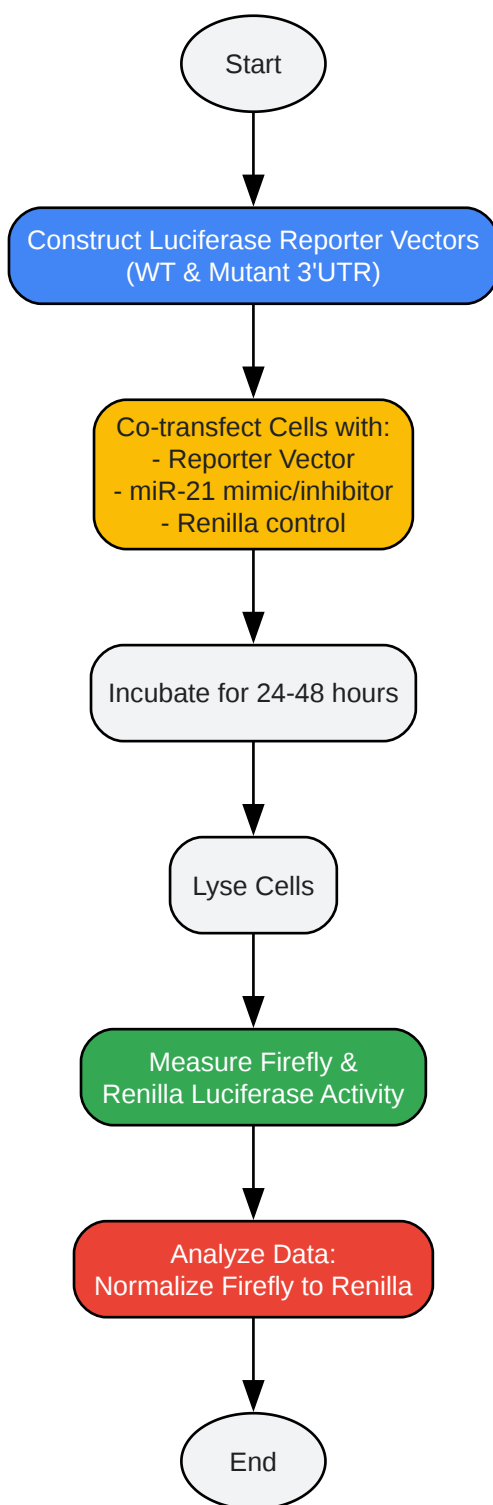 Start
Construct Luciferase Reporter Vectors
(WT & Mutant 3'UTR)
Co-transfect Cells with:
- Reporter Vector
- miR-21 mimic/inhibitor
- Renilla control
Incubate for 24-48 hours
Lyse Cells
Measure Firefly &
Renilla Luciferase Activity
Analyze Data:
Normalize Firefly to Renilla
End